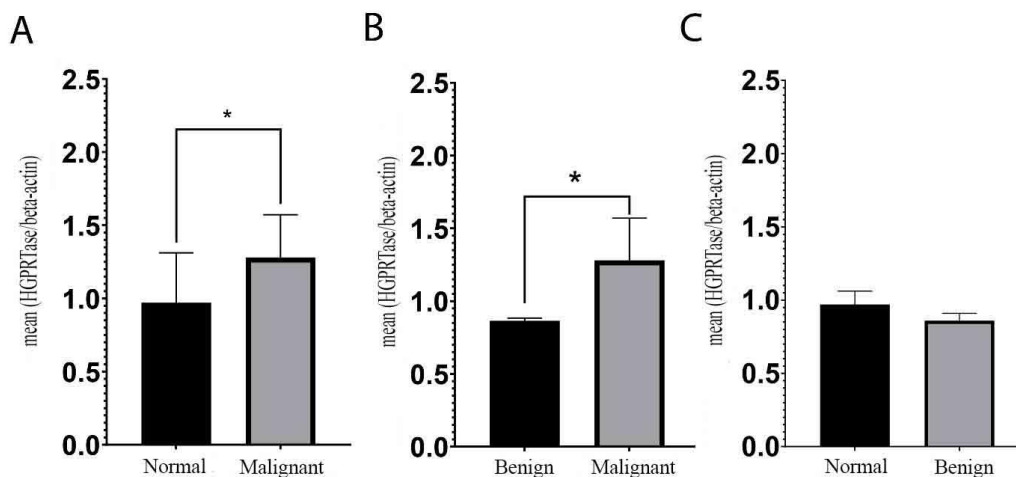 A
mean (HGPRTase/beta-actin)
2.5
2.0
1.5
1.0
0.5
0.0
*
Normal Malignant
B
mean (HGPRTase/beta-actin)
2.5
2.0
1.5
1.0
0.5
0.0
*
Benign Malignant
C
mean (HGPRTase/beta-actin)
2.5
2.0
1.5
1.0
0.5
0.0
Normal Benign